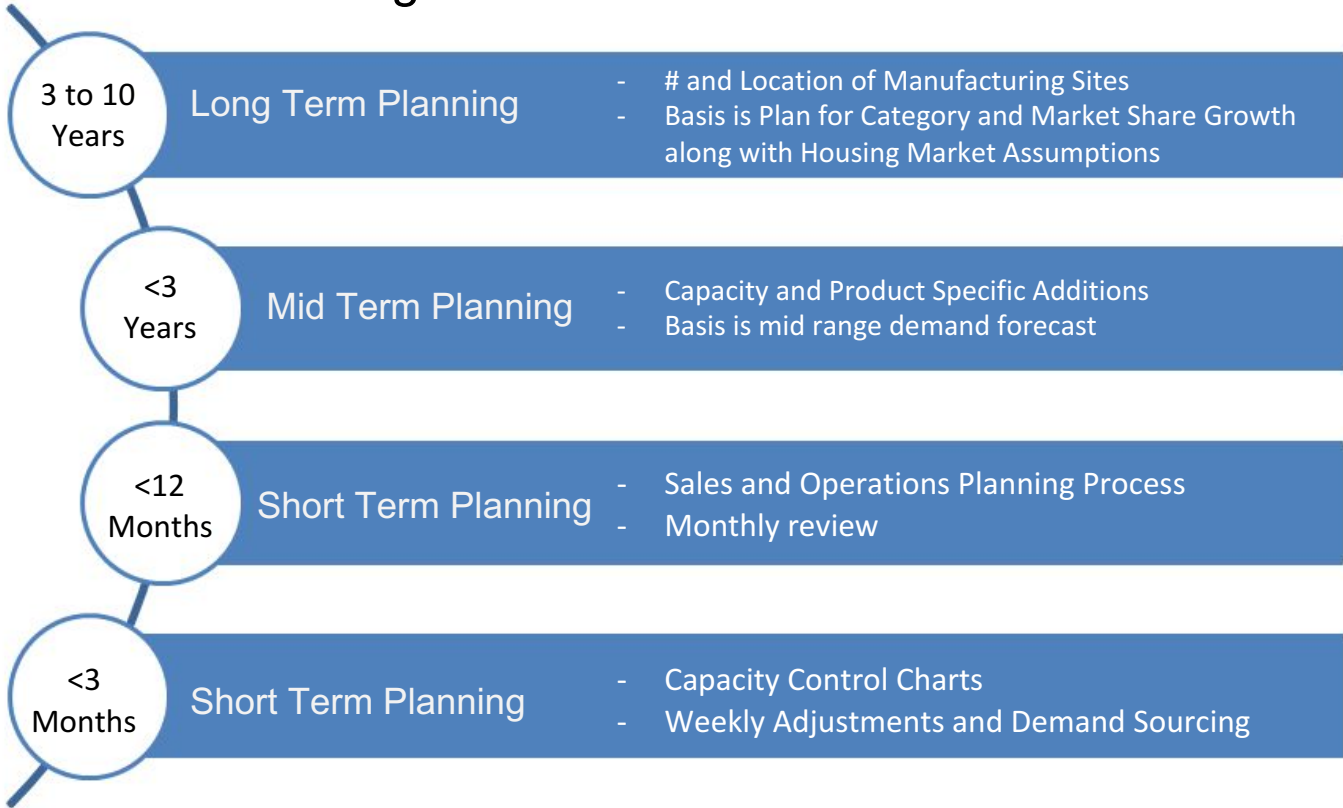 3 to 10
Years
Long Term Planning
- # and Location of Manufacturing Sites
- Basis is Plan for Category and Market Share Growth
along with Housing Market Assumptions
<3
Years
Mid Term Planning
- Capacity and Product Specific Additions
- Basis is mid range demand forecast
<12
Months
Short Term Planning
- Sales and Operations Planning Process
- Monthly review
<3
Months
Short Term Planning
- Capacity Control Charts
- Weekly Adjustments and Demand Sourcing